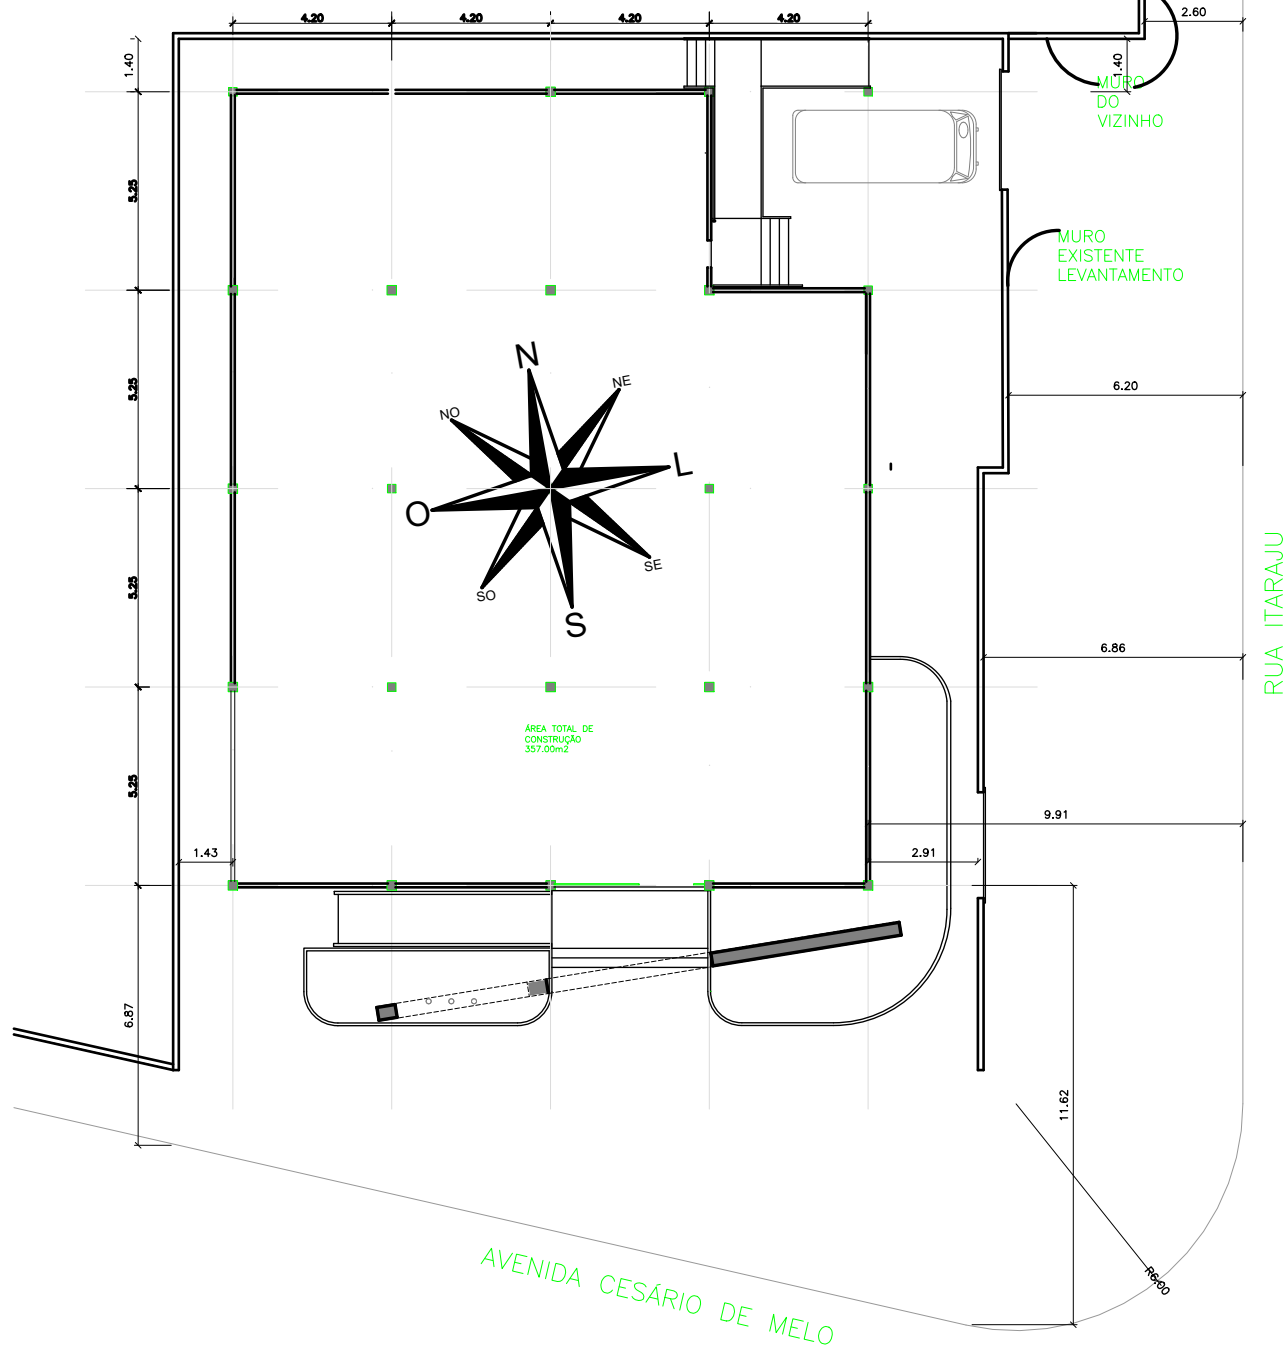 4.20
4.20
4.20
4.20
2.60
1.40
1.40
MURO
DO
VIZINHO
5.25
MURO
EXISTENTE
LEVANTAMENTO
5.25
6.20
N
NE
NO
L
O
SE
SO
S
5.25
RUA ITARAJU
6.86
ÁREA TOTAL DE
CONSTRUÇÃO
357.00m2
5.25
9.91
1.43
2.91
6.87
11.62
R6.00
AVENIDA CESÁRIO DE MELO